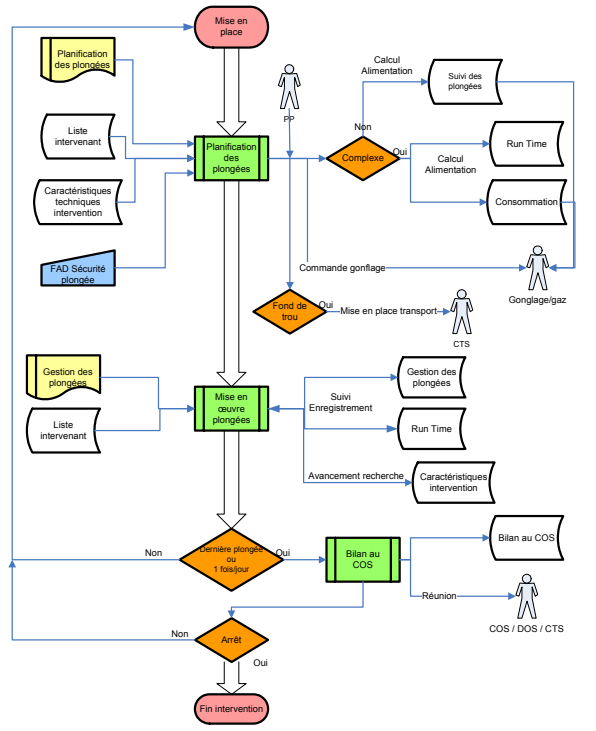 Mise en
place
Planification
des plongées
Calcul
Alimentation
Suivi des
plongées
PP
Liste
intervenant
Non
Planification
des
plongées
Complexe
Oui
Run Time
Calcul
Alimentation
Caractéristiques
techniques
intervention
Consommation
FAD Sécurité
plongée
Commande gonflage
Gonglage/gaz
Fond de
trou
Oui
Mise en place transport
CTS
Gestion des
plongées
Gestion des
plongées
Mise en
œuvre
plongées
Suivi
Enregistrement
Liste
intervenant
Run Time
Avancement recherche
Caractéristiques
intervention
Bilan au COS
Non
Dernière plongée
ou
1 fois/jour
Oui
Bilan au
COS
Réunion
COS / DOS / CTS
Non
Arrêt
Oui
Fin intervention